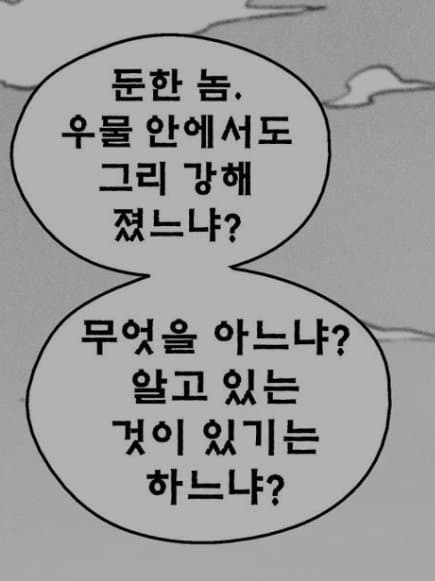 둔한 놈.
우물 안에서도
그리 강해
졌느냐?
무엇을 아느냐?
알고 있는
것이 있기는
하느냐?